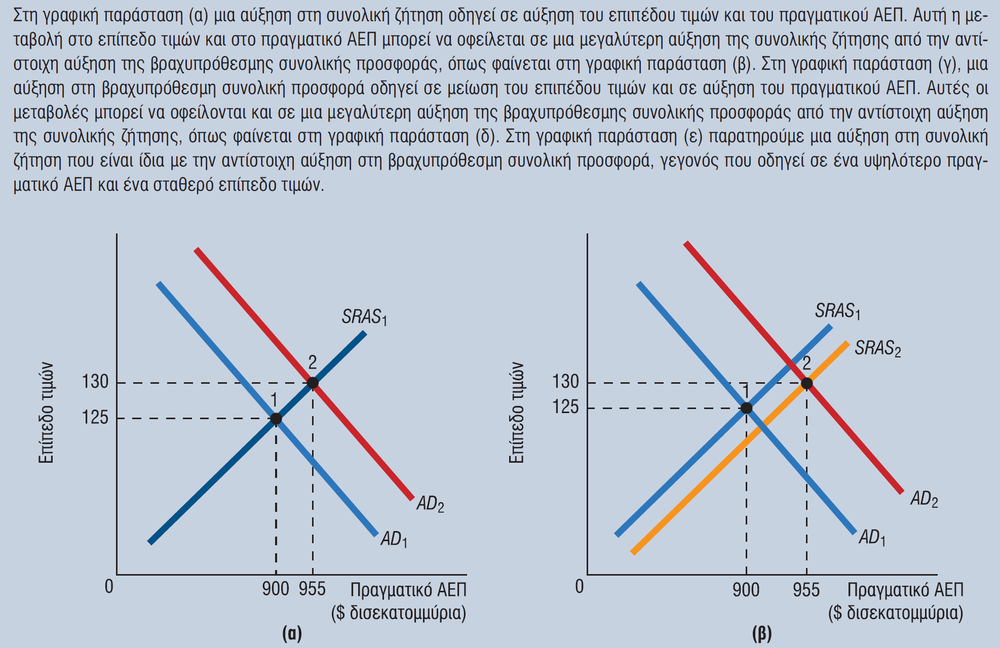 Στη γραφική παράσταση (α) μια αύξηση στη συνολική ζήτηση οδηγεί σε αύξηση του επιπέδου τιμών και του πραγματικού ΑΕΠ. Αυτή η με-
ταβολή στο επίπεδο τιμών και στο πραγματικό ΑΕΠ μπορεί να οφείλεται σε μια μεγαλύτερη αύξηση της συνολικής ζήτησης από την αντί-
στοιχη αύξηση της βραχυπρόθεσμης συνολικής προσφοράς, όπως φαίνεται στη γραφική παράσταση (β). Στη γραφική παράσταση (γ), μια
αύξηση στη βραχυπρόθεσμη συνολική προσφορά οδηγεί σε μείωση του επιπέδου τιμών και σε αύξηση του πραγματικού ΑΕΠ. Αυτές οι
μεταβολές μπορεί να οφείλονται και σε μια μεγαλύτερη αύξηση της βραχυπρόθεσμης συνολικής προσφοράς από την αντίστοιχη αύξηση
της συνολικής ζήτησης, όπως φαίνεται στη γραφική παράσταση (δ). Στη γραφική παράσταση (ε) παρατηρούμε μια αύξηση στη συνολική
ζήτηση που είναι ίδια με την αντίστοιχη αύξηση στη βραχυπρόθεσμη συνολική προσφορά, γεγονός που οδηγεί σε ένα υψηλότερο πραγ-
ματικό ΑΕΠ και ένα σταθερό επίπεδο τιμών.
Επίπεδο τιμών
130
125
0
1
2
SRAS1
AD2
AD1
900
955
Πραγματικό ΑΕΠ
($ δισεκατομμύρια)
(α)
Επίπεδο τιμών
130
125
0
1
2
SRAS1
SRAS2
AD2
AD1
900
955
Πραγματικό ΑΕΠ
($ δισεκατομμύρια)
(β)